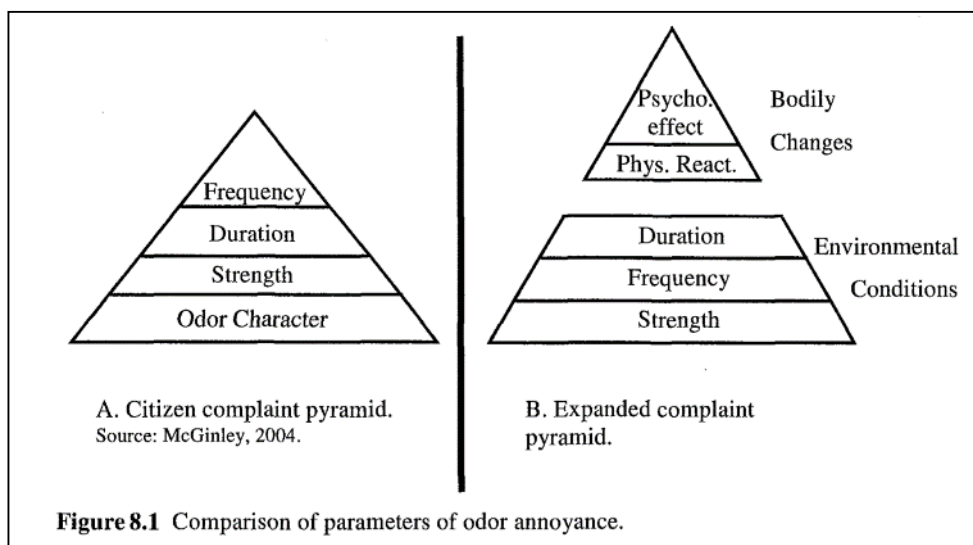 Frequency
Duration
Strength
Odor Character
A. Citizen complaint pyramid.
Source: McGinley, 2004.
Psycho.
effect
Phys. React.
Bodily
Changes
Duration
Frequency
Strength
Environmental
Conditions
B. Expanded complaint
pyramid.
Figure 8.1 Comparison of parameters of odor annoyance.